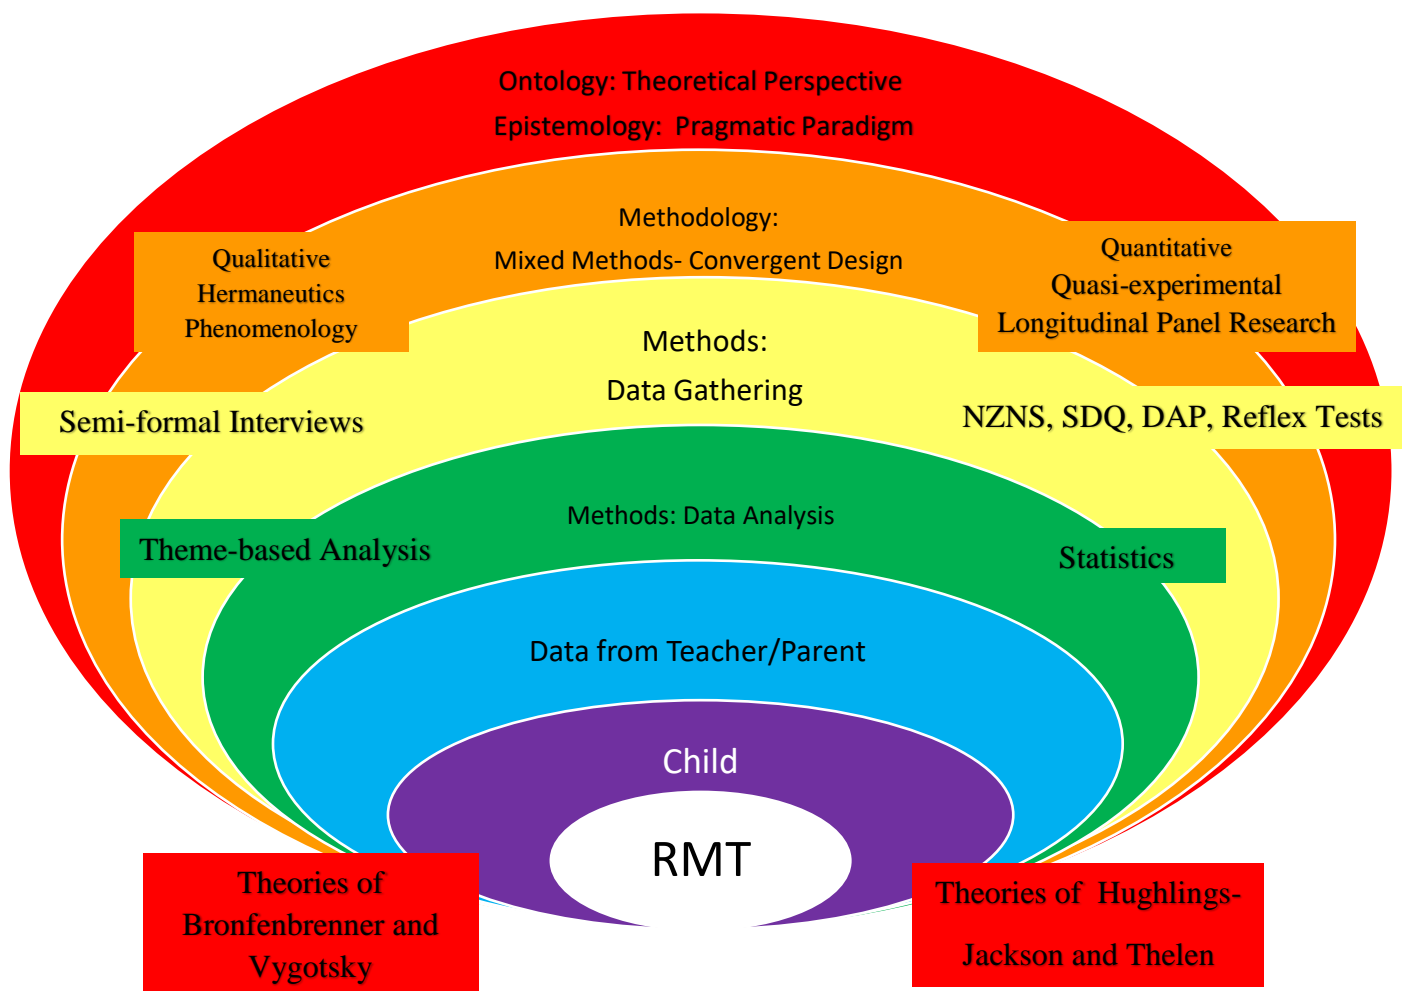 Ontology: Theoretical Perspective
Epistemology: Pragmatic Paradigm
Methodology:
Mixed Methods- Convergent Design
Qualitative
Hermaneutics
Phenomenology
Quantitative
Quasi-experimental
Longitudinal Panel Research
Methods:
Data Gathering
Semi-formal Interviews
NZNS, SDQ, DAP, Reflex Tests
Methods: Data Analysis
Theme-based Analysis
Statistics
Data from Teacher/Parent
Child
RMT
Theories of
Bronfenbrenner and
Vygotsky
Theories of Hughlings-
Jackson and Thelen